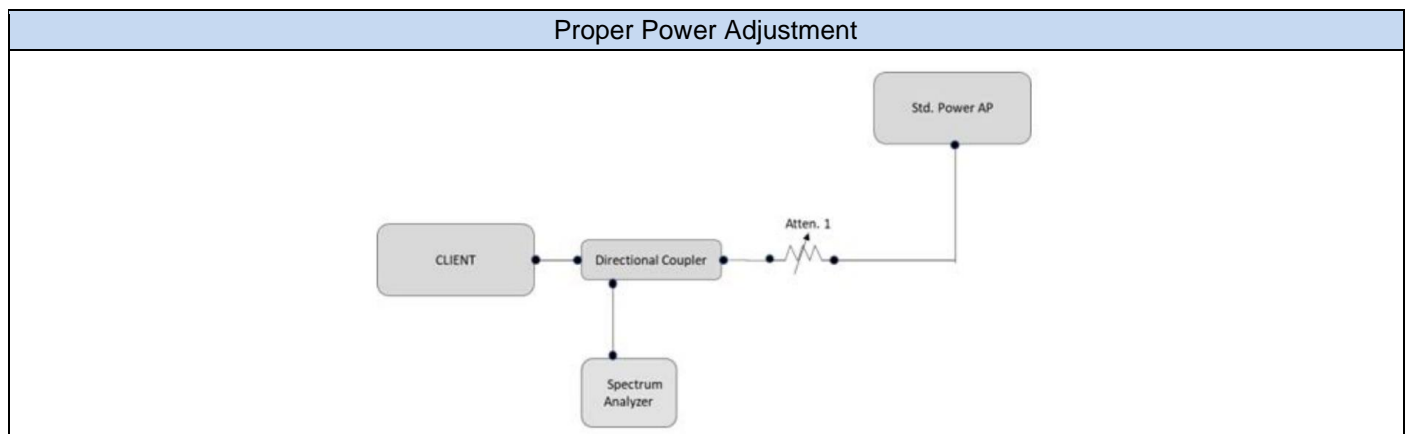 Proper Power Adjustment
Std. Power AP
Atten. 1
CLIENT
Directional Coupler
Spectrum
Analyzer